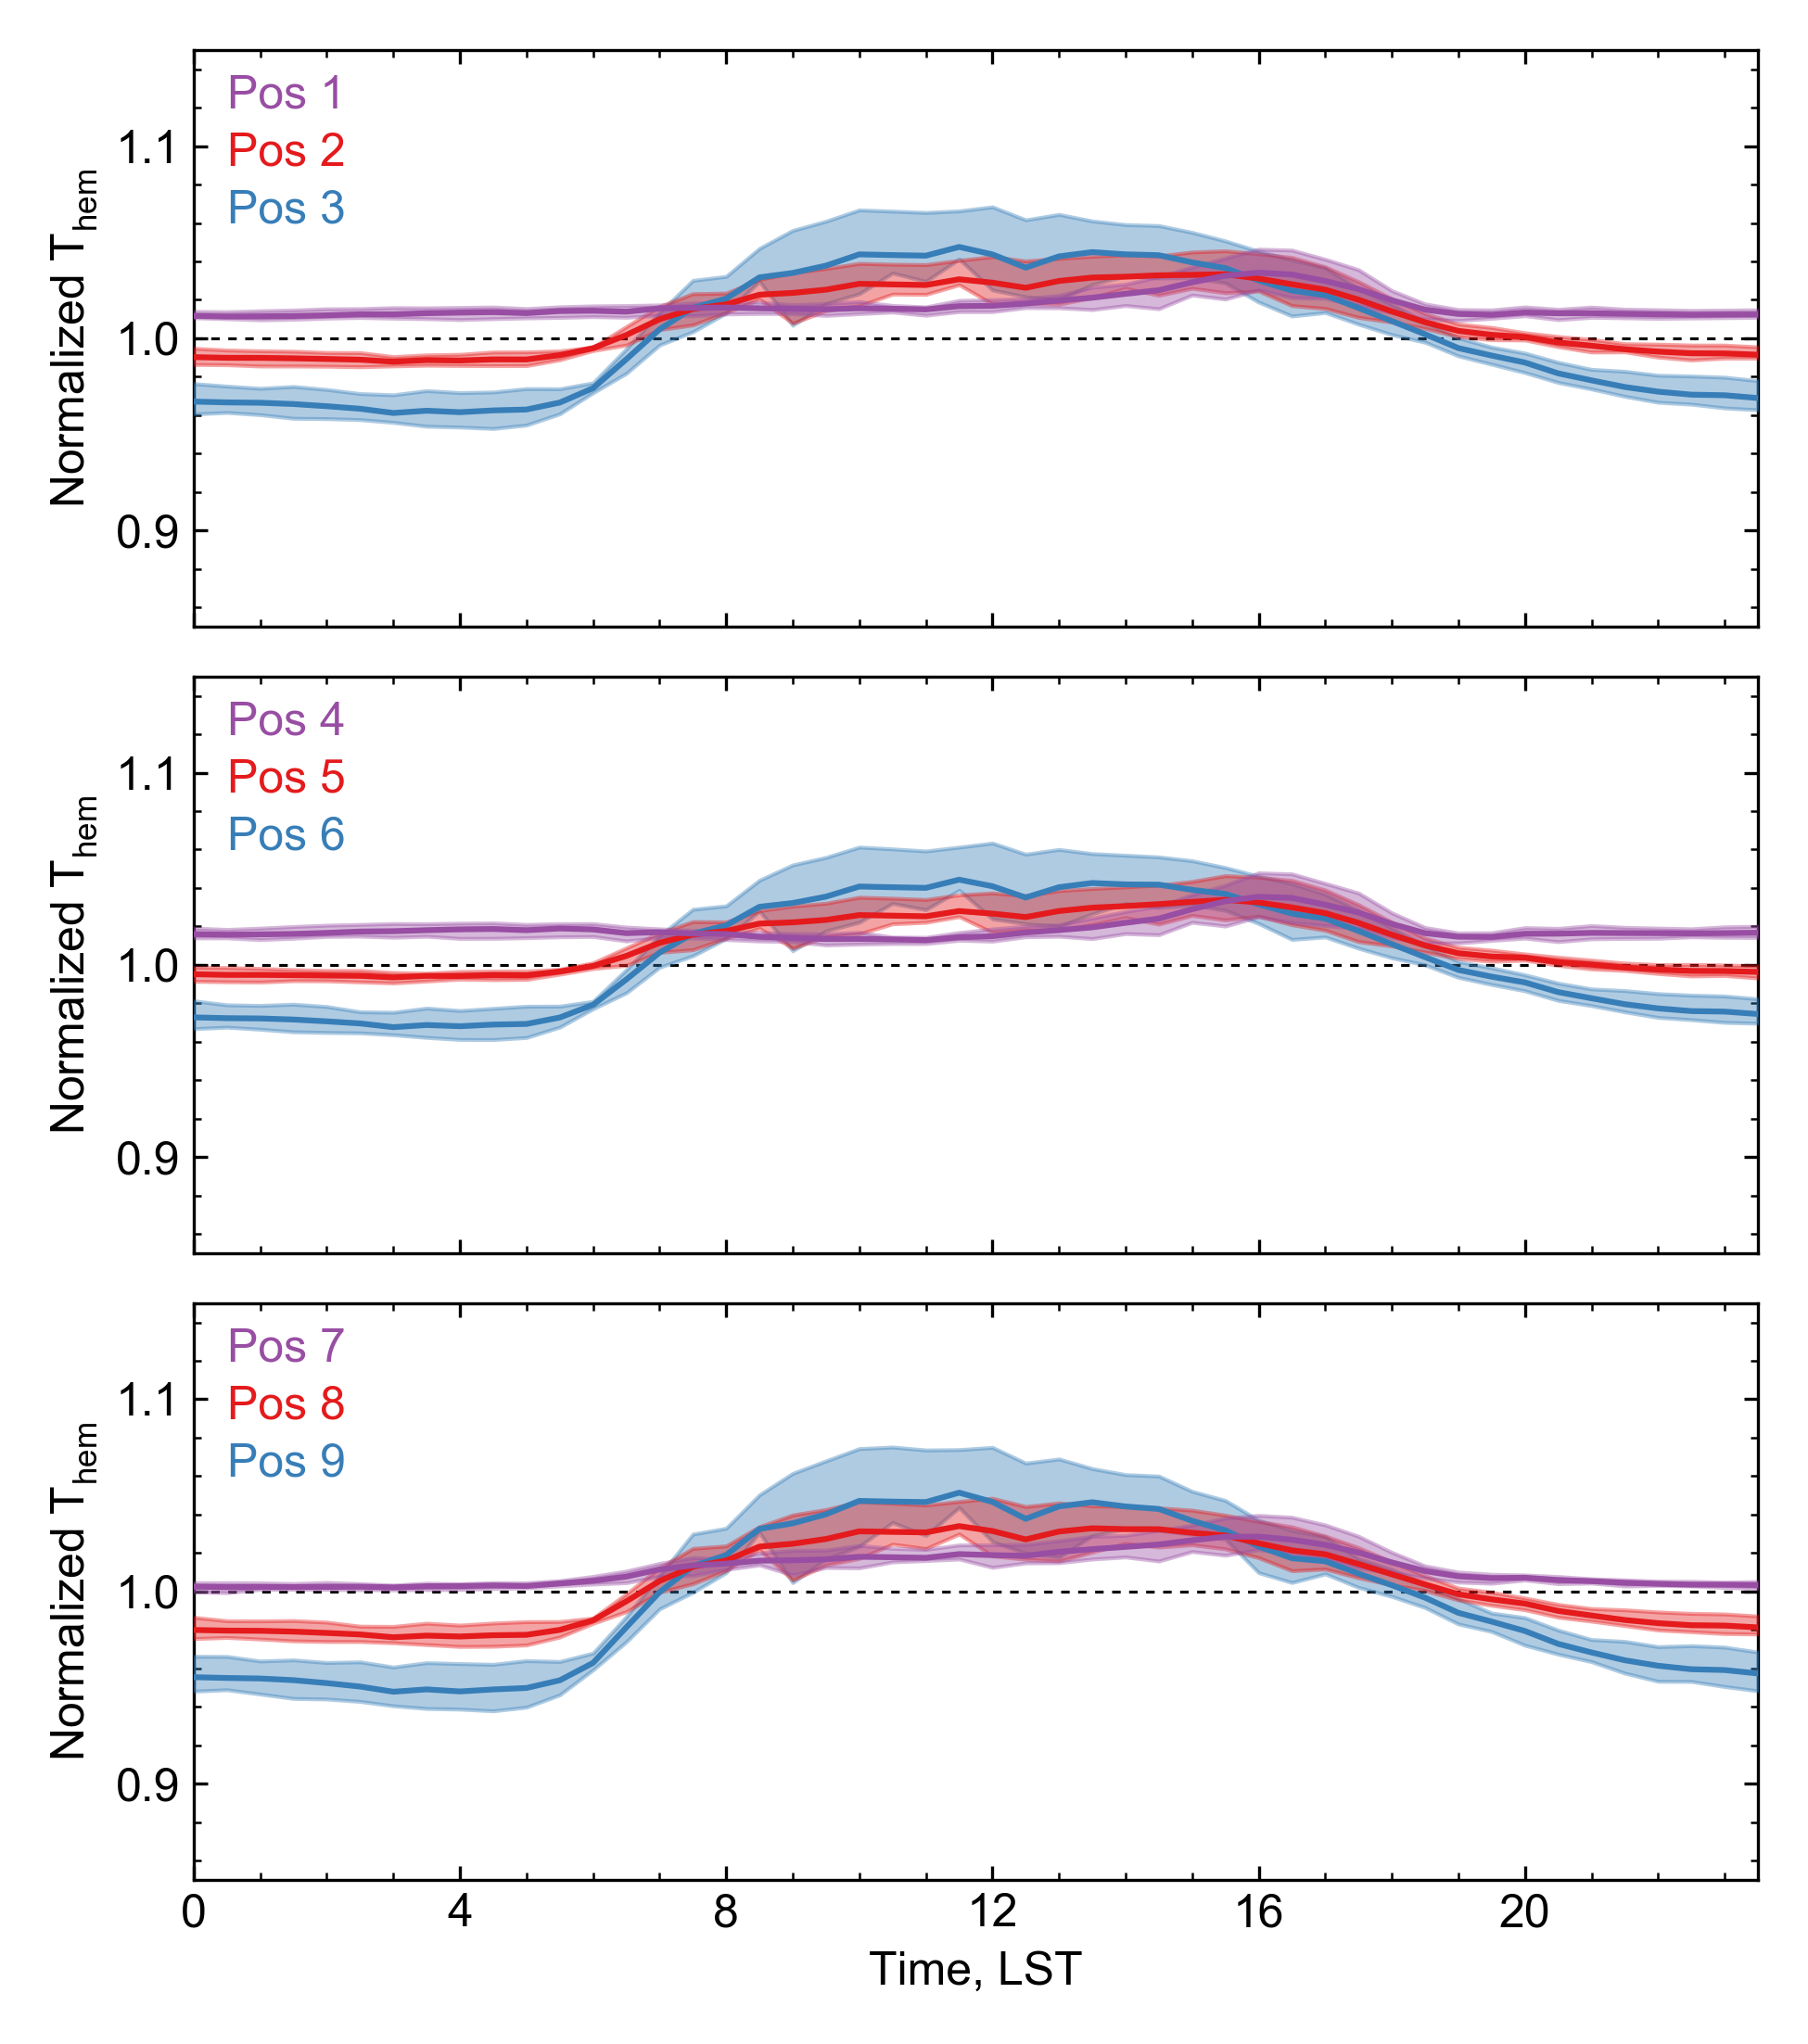 Pos 1
Pos 2
Pos 3
1.1
1.0
0.9
Normalized T_hem
Pos 4
Pos 5
Pos 6
1.1
1.0
0.9
Normalized T_hem
Pos 7
Pos 8
Pos 9
1.1
1.0
0.9
Normalized T_hem
0 4 8 12 16 20
Time, LST